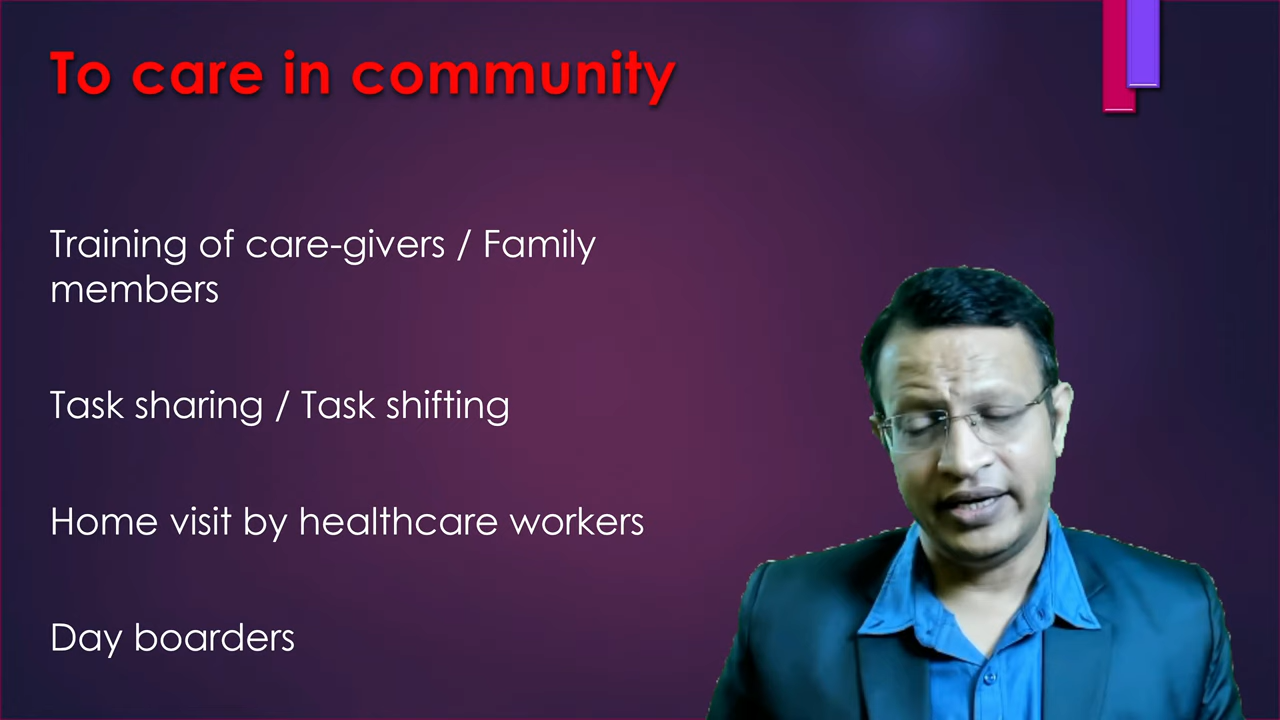 To care in community
Training of care-givers / Family
members
Task sharing / Task shifting
Home visit by healthcare workers
Day boarders